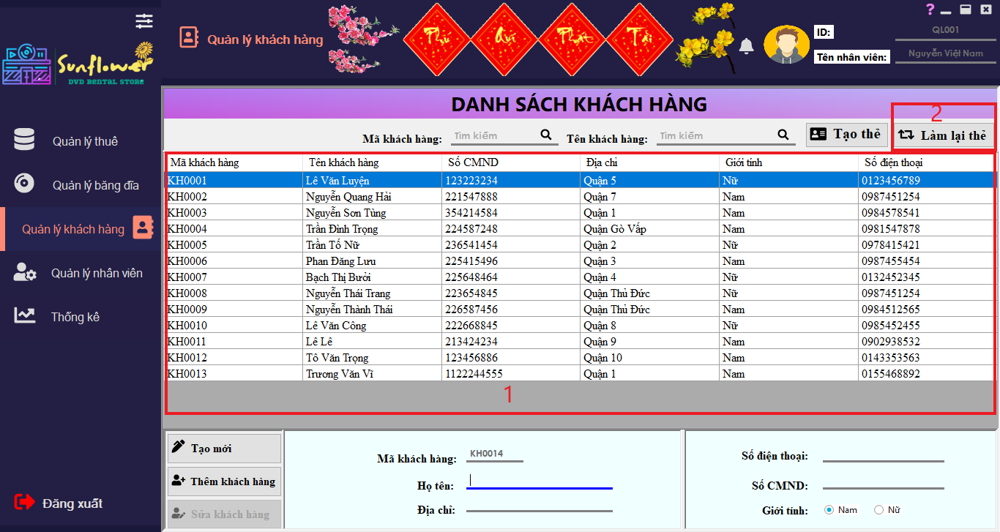 Quản lý khách hàng
Phú Quý Phát Tài
?
ID:
QL001
Tên nhân viên:
Nguyễn Việt Nam
Sunflower
DVD RENTAL STORE
Quản lý thuê
Quản lý băng đĩa
Quản lý khách hàng
Quản lý nhân viên
Thống kê
Đăng xuất
DANH SÁCH KHÁCH HÀNG
2
Mã khách hàng: Tìm kiếm Tên khách hàng: Tìm kiếm Tạo thẻ Làm lại thẻ
Mã khách hàng Tên khách hàng Số CMND Địa chỉ Giới tính Số điện thoại
KH0001 Lê Văn Luyện 123223234 Quận 5 Nữ 0123456789
KH0002 Nguyễn Quang Hải 221547888 Quận 7 Nam 0987451254
KH0003 Nguyễn Sơn Tùng 354214584 Quận 1 Nam 0984578541
KH0004 Trần Đình Trọng 224587248 Quận Gò Vấp Nam 0981547878
KH0005 Trần Tố Nữ 236541454 Quận 2 Nữ 0978415421
KH0006 Phan Đăng Lưu 225415496 Quận 3 Nam 0987455454
KH0007 Bạch Thị Bưởi 225648464 Quận 4 Nữ 0132452345
KH0008 Nguyễn Thái Trang 223654845 Quận Thủ Đức Nữ 0987451254
KH0009 Nguyễn Thành Thái 226587456 Quận Thủ Đức Nam 0984512565
KH0010 Lê Văn Công 222668845 Quận 8 Nữ 0985452455
KH0011 Lê Lê 213424234 Quận 9 Nam 0902938532
KH0012 Tô Văn Trọng 123456886 Quận 10 Nam 0143353563
KH0013 Trương Văn Vĩ 1122244555 Quận 1 Nam 0155468892
1
Tạo mới
Thêm khách hàng
Sửa khách hàng
Mã khách hàng: KH0014
Họ tên:
Địa chỉ:
Số điện thoại:
Số CMND:
Giới tính: Nam Nữ